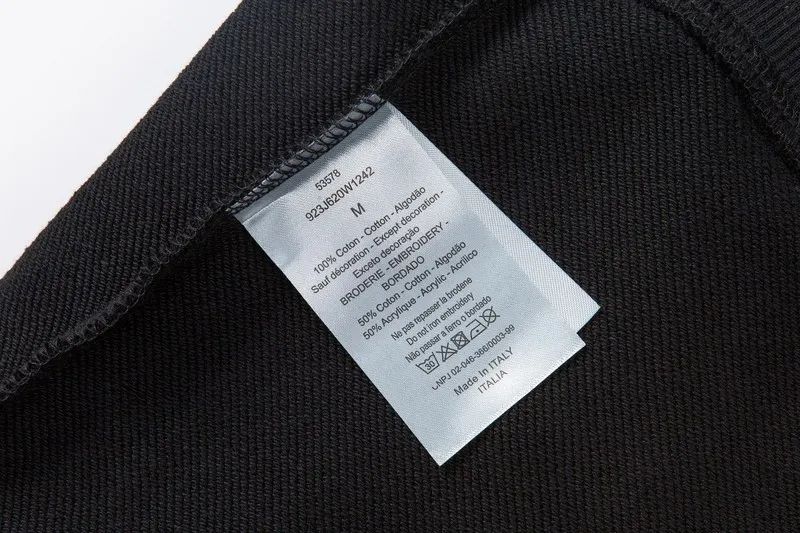 53578
923J620W1242
M
100% Coton - Cotton - Algodão
Sauf décoration - Except decoration -
Exceto decoração
BRODERIE - EMBROIDERY -
BORDADO
50% Coton - Cotton - Algodão
50% Acrylique - Acrylic - Acrílico
Ne pas repasser la broderie
Do not iron embroidery
Não passar a ferro o bordado
30
CNPJ 02-046-366/0003-99
Made In ITALY
ITALIA